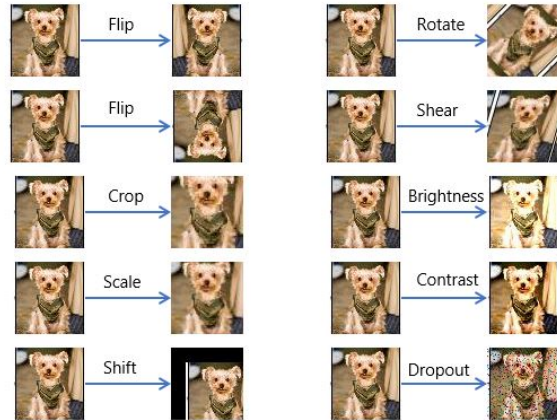 Flip
Rotate
Flip
Shear
Crop
Brightness
Scale
Contrast
Shift
Dropout